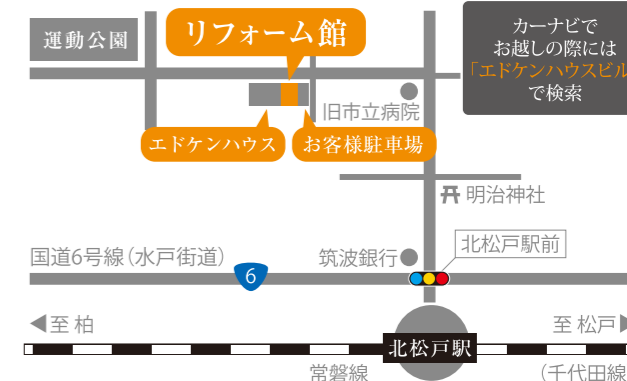 運動公園
リフォーム館
カーナビで
お越しの際には
「エドケンハウスビル
で検索
旧市立病院
エドケンハウス
お客様駐車場
明治神社
北松戸駅前
国道6号線(水戸街道)
筑波銀行
6
◀至 柏
至 松戸▶
北松戸駅
常磐線
(千代田線